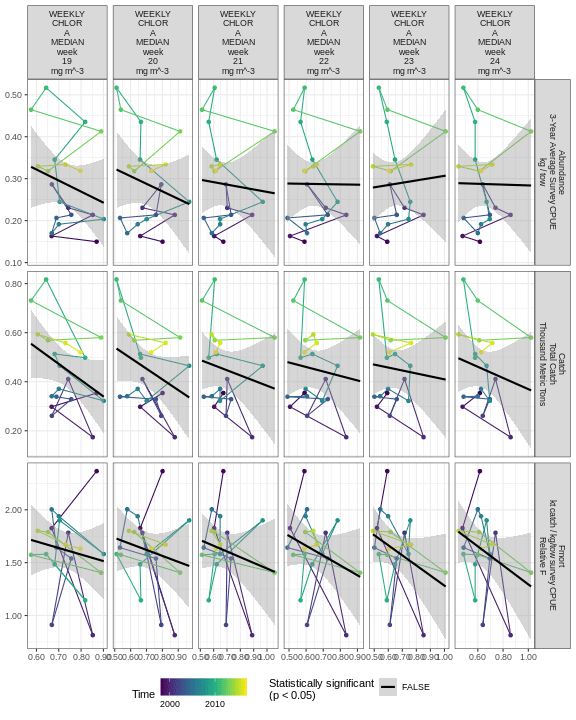 WEEKLY
CHLOR
A
MEDIAN
week
19
mg m^-3
WEEKLY
CHLOR
A
MEDIAN
week
20
mg m^-3
WEEKLY
CHLOR
A
MEDIAN
week
21
mg m^-3
WEEKLY
CHLOR
A
MEDIAN
week
22
mg m^-3
WEEKLY
CHLOR
A
MEDIAN
week
23
mg m^-3
WEEKLY
CHLOR
A
MEDIAN
week
24
mg m^-3
0.50
0.40
0.30
0.20
0.10
Abundance
3-Year Average Survey CPUE
kg / tow
0.80
0.60
0.40
0.20
Catch
Total Catch
Thousand Metric Tons
2.00
1.50
1.00
Fmort
kt catch / kg/tow survey CPUE
Relative F
0.60 0.70 0.80 0.90
0.50 0.60 0.70 0.80 0.90
0.60 0.70 0.80 0.90 1.00
0.50 0.60 0.70 0.80 0.90
0.50 0.60 0.70 0.80 0.90 1.00
0.60 0.80 1.00
Time
2000 2010
Statistically significant
(p < 0.05)
FALSE